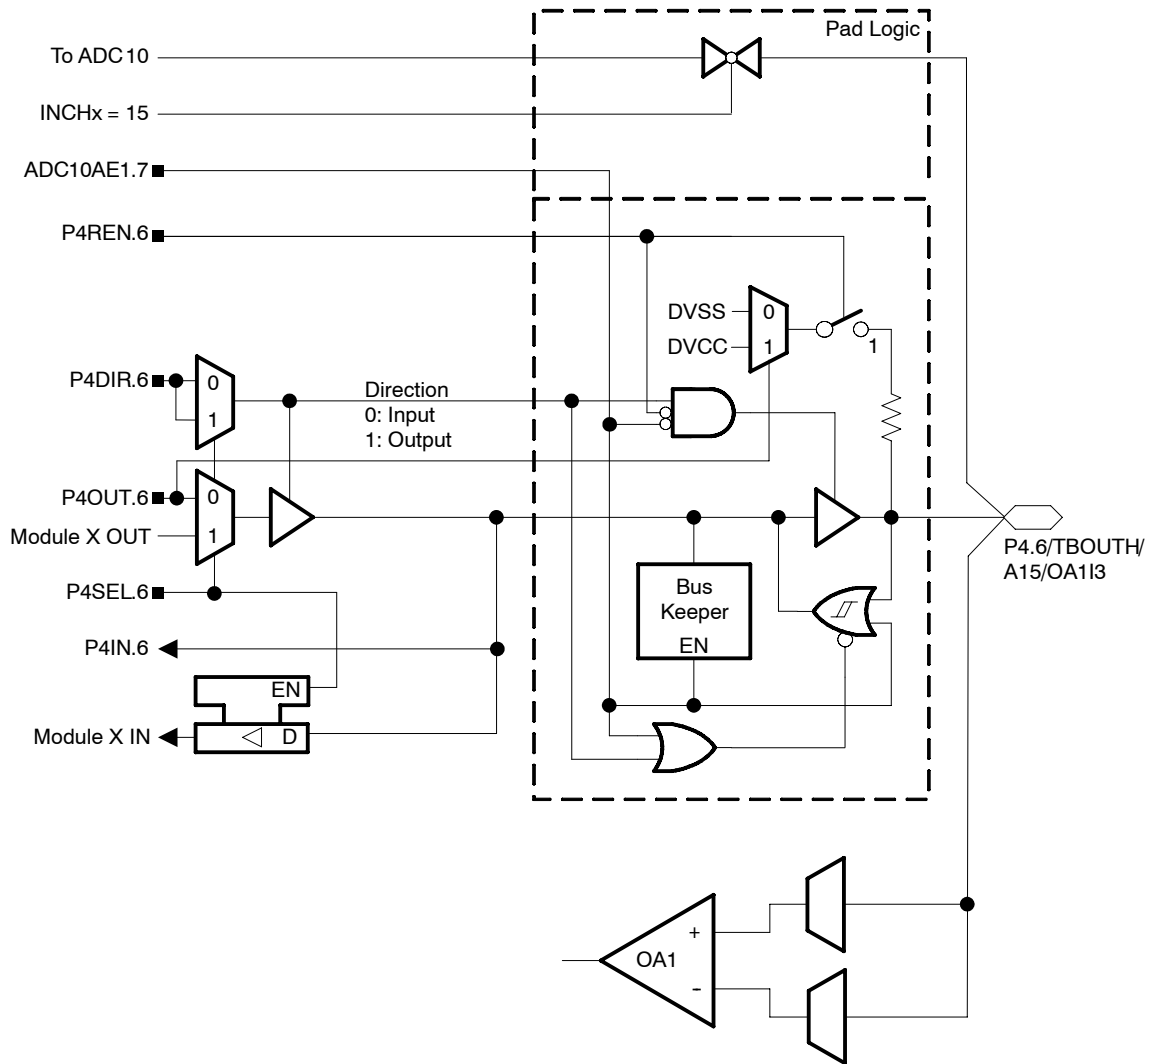 Pad Logic
To ADC10
INCHx = 15
ADC10AE1.7
P4REN.6
DVSS
0
DVCC
1
1
P4DIR.6
0
1
Direction
0: Input
1: Output
P4OUT.6
0
Module X OUT
1
P4SEL.6
P4IN.6
EN
Module X IN
D
Bus
Keeper
EN
P4.6/TBOUTH/
A15/OA1I3
+
OA1
-